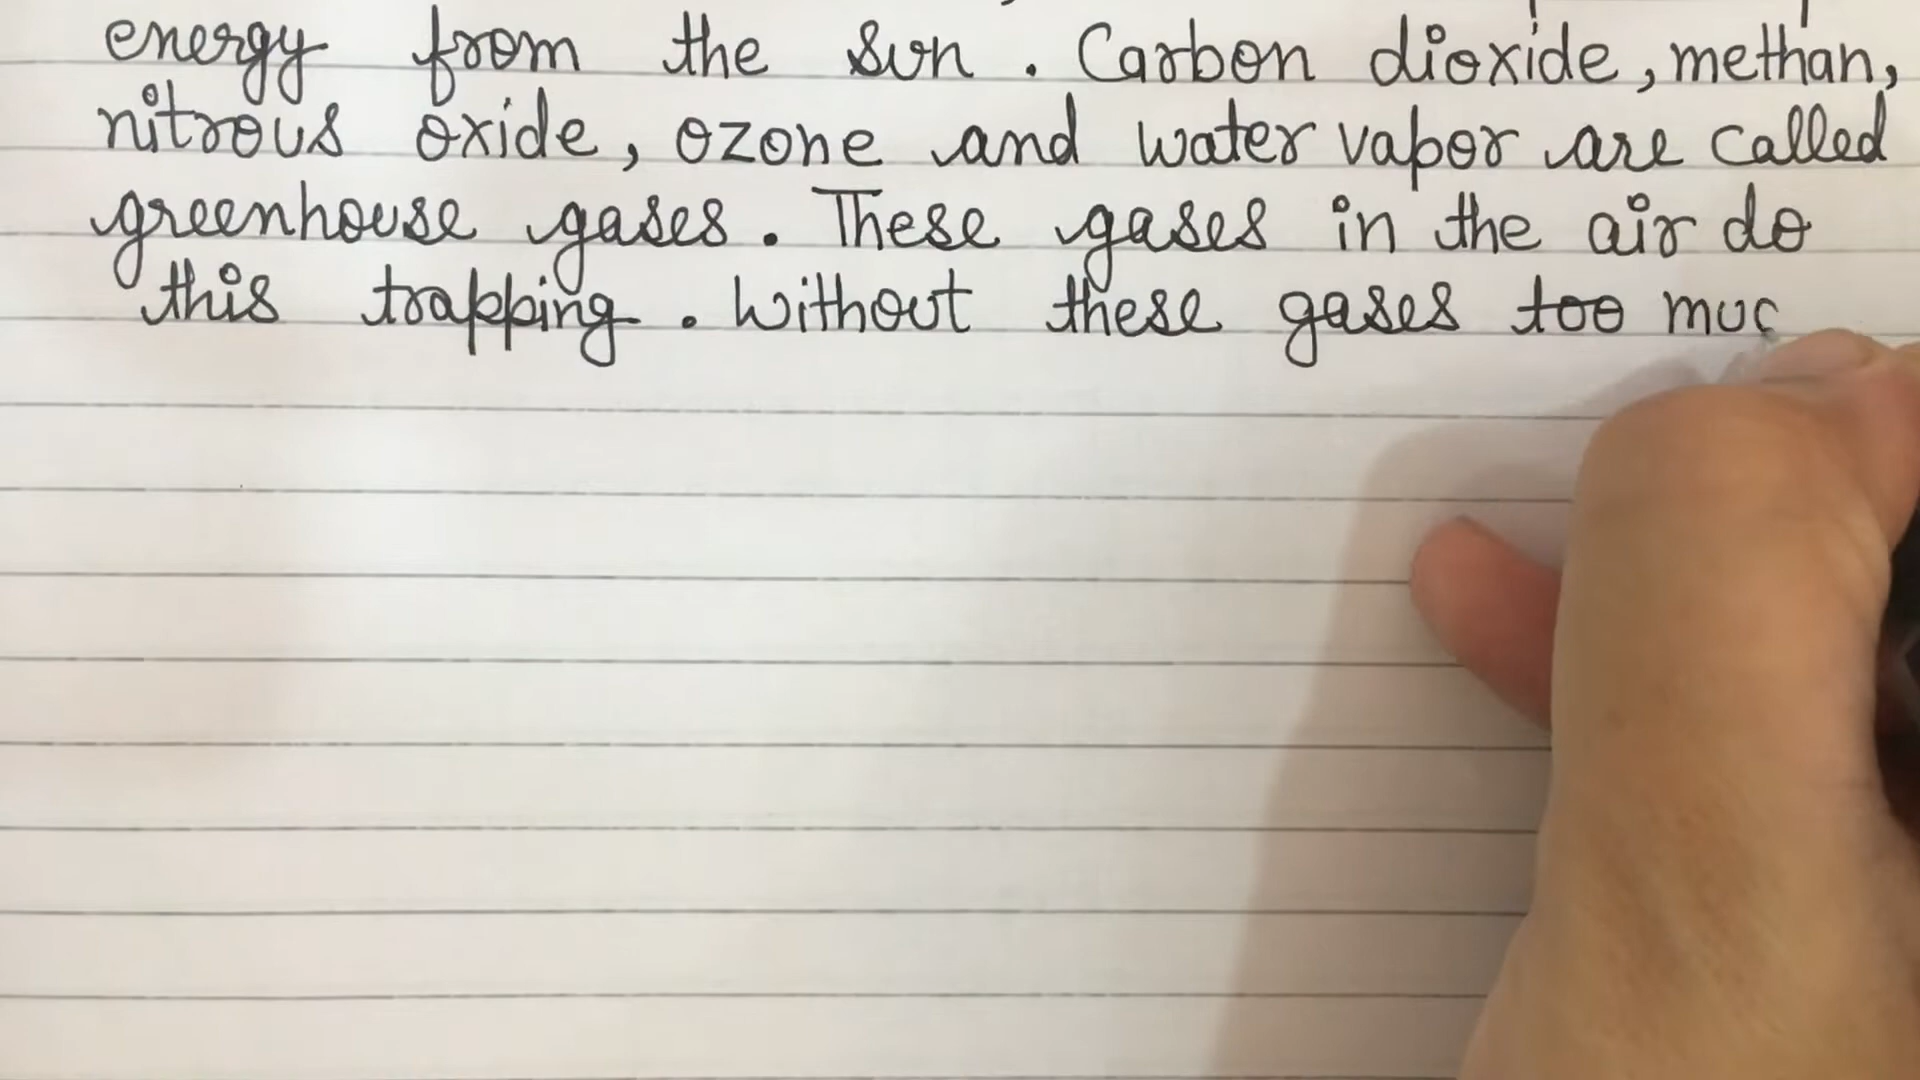 energy from the sun. Carbon dioxide, methan,
nitrous oxide, ozone and water vapor are called
greenhouse gases. These gases in the air do
this trapping. Without these gases too muc